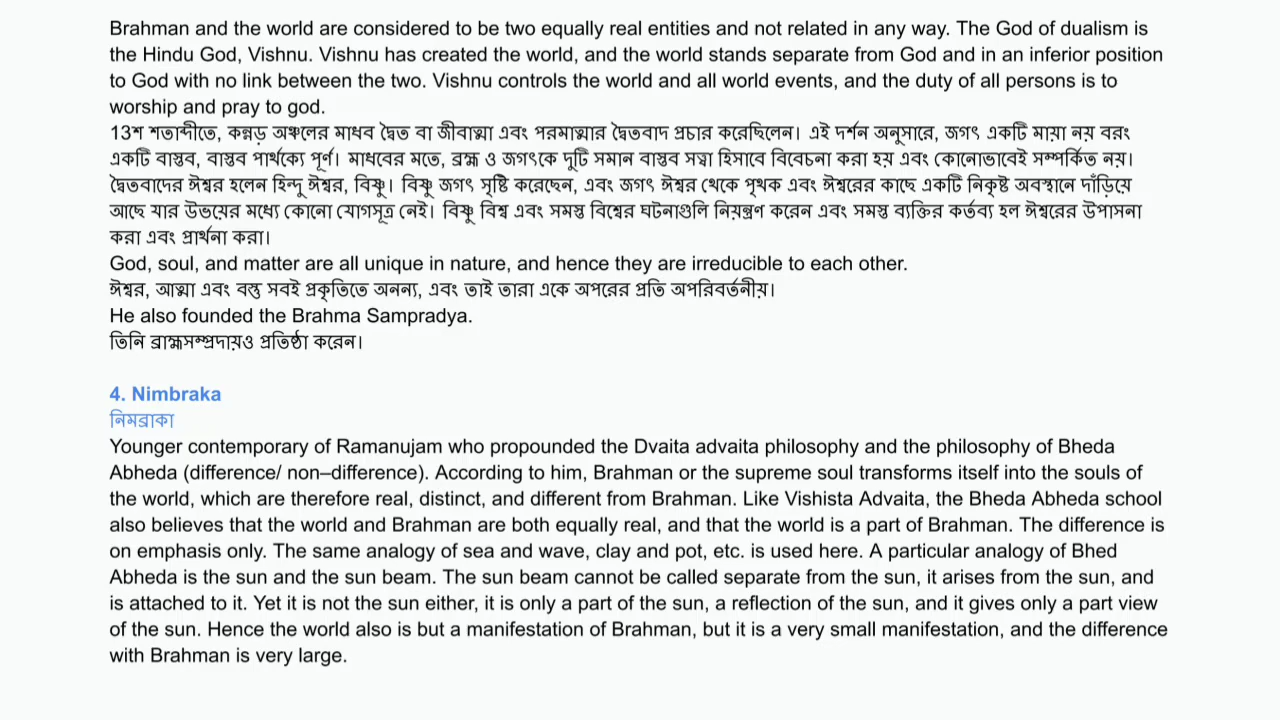 Brahman and the world are considered to be two equally real entities and not related in any way. The God of dualism is
the Hindu God, Vishnu. Vishnu has created the world, and the world stands separate from God and in an inferior position
to God with no link between the two. Vishnu controls the world and all world events, and the duty of all persons is to
worship and pray to god.
13শ শতাব্দীতে, কন্নড় অঞ্চলের মাধব দ্বৈত বা জীবাত্মা এবং পরমাত্মার দ্বৈতবাদ প্রচার করেছিলেন। এই দর্শন অনুসারে, জগৎ একটি মায়া নয় বরং
একটি বাস্তব, বাস্তব পার্থক্যে পূর্ণ। মাধবের মতে, ব্রহ্ম ও জগৎকে দুটি সমান বাস্তব সত্বা হিসাবে বিবেচনা করা হয় এবং কোনোভাবেই সম্পর্কিত নয়।
দ্বৈতবাদের ঈশ্বর হলেন হিন্দু ঈশ্বর, বিষ্ণু। বিষ্ণু জগৎ সৃষ্টি করেছেন, এবং জগৎ ঈশ্বর থেকে পৃথক এবং ঈশ্বরের কাছে একটি নিকৃষ্ট অবস্থানে দাঁড়িয়ে
আছে যার উভয়ের মধ্যে কোনো যোগসূত্র নেই। বিষ্ণু বিশ্ব এবং সমস্ত বিশ্বের ঘটনাগুলি নিয়ন্ত্রণ করেন এবং সমস্ত ব্যক্তির কর্তব্য হল ঈশ্বরের উপাসনা
করা এবং প্রার্থনা করা।
God, soul, and matter are all unique in nature, and hence they are irreducible to each other.
ঈশ্বর, আত্মা এবং বস্তু সবই প্রকৃতিতে অনন্য, এবং তাই তারা একে অপরের প্রতি অপরিবর্তনীয়।
He also founded the Brahma Sampradya.
তিনি ব্রাহ্মসম্প্রদায়ও প্রতিষ্ঠা করেন।
4. Nimbraka
নিমব্রাকা
Younger contemporary of Ramanujam who propounded the Dvaita advaita philosophy and the philosophy of Bheda
Abheda (difference/ non–difference). According to him, Brahman or the supreme soul transforms itself into the souls of
the world, which are therefore real, distinct, and different from Brahman. Like Vishista Advaita, the Bheda Abheda school
also believes that the world and Brahman are both equally real, and that the world is a part of Brahman. The difference is
on emphasis only. The same analogy of sea and wave, clay and pot, etc. is used here. A particular analogy of Bhed
Abheda is the sun and the sun beam. The sun beam cannot be called separate from the sun, it arises from the sun, and
is attached to it. Yet it is not the sun either, it is only a part of the sun, a reflection of the sun, and it gives only a part view
of the sun. Hence the world also is but a manifestation of Brahman, but it is a very small manifestation, and the difference
with Brahman is very large.